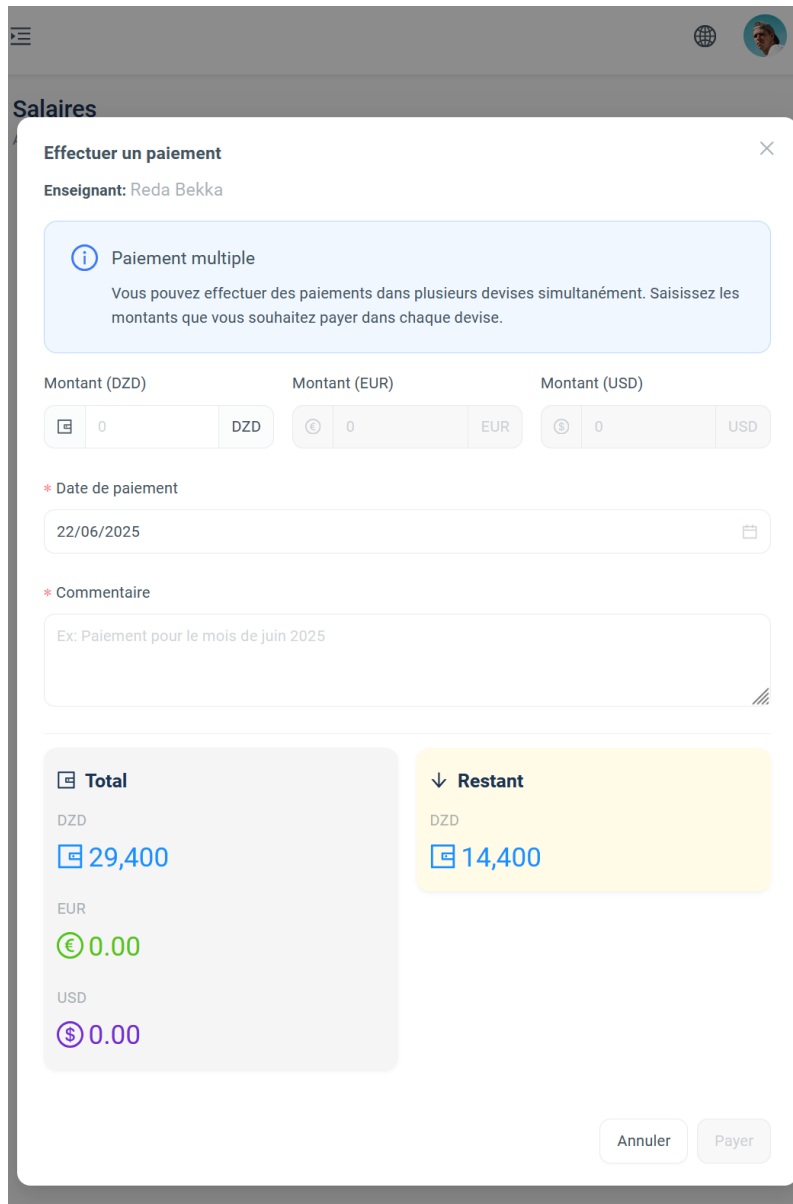 Salaires
Effectuer un paiement
Enseignant: Reda Bekka
Paiement multiple
Vous pouvez effectuer des paiements dans plusieurs devises simultanément. Saisissez les
montants que vous souhaitez payer dans chaque devise.
Montant (DZD) Montant (EUR) Montant (USD)
0 DZD € 0 EUR $ 0 USD
* Date de paiement
22/06/2025
* Commentaire
Ex: Paiement pour le mois de juin 2025
Total Restant
DZD DZD
29,400 14,400
EUR
€ 0.00
USD
$ 0.00
Annuler Payer